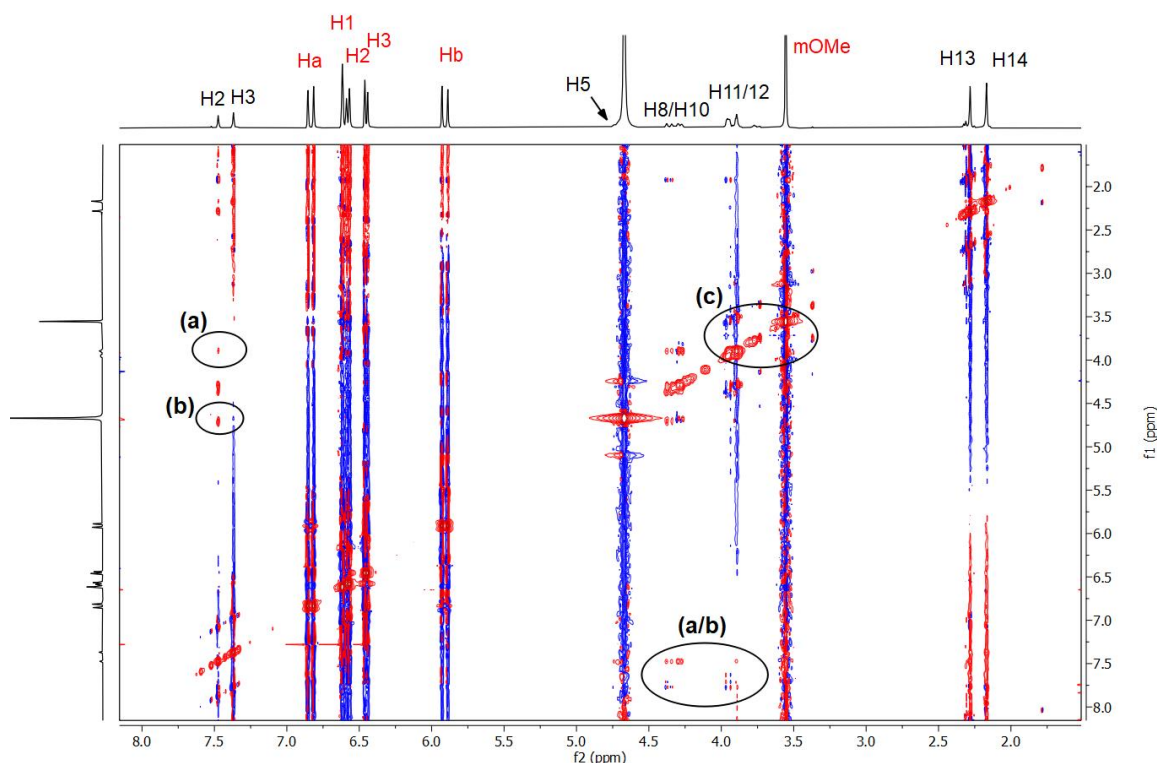 H1
H3
Ha
H2
Hb
mOMe
H13
H14
H2
H3
H5
H11/12
H8/H10
(a)
(b)
(c)
(a/b)
2.0
2.5
3.0
3.5
4.0
4.5
5.0
5.5
6.0
6.5
7.0
7.5
8.0
f1 (ppm)
8.0 7.5 7.0 6.5 6.0 5.5 5.0 4.5 4.0 3.5 3.0 2.5 2.0
f2 (ppm)